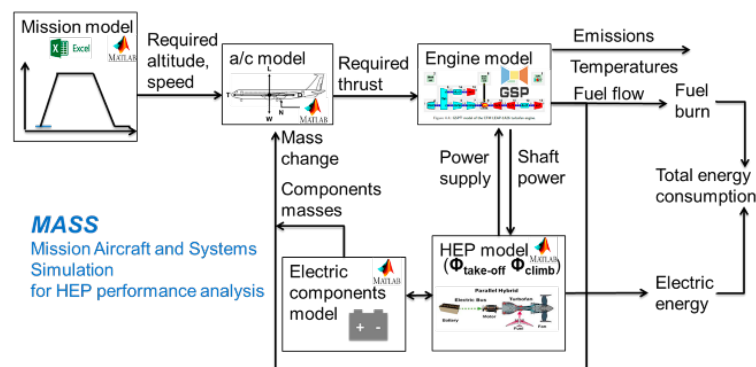 Mission model
Excel
MATLAB
Required
altitude,
speed
a/c model
L
T
D
W
MATLAB
Required
thrust
Engine model
GSP
Emissions
Temperatures
Fuel flow
Fuel
burn
Mass
change
Components
masses
Power
supply
Shaft
power
Total energy
consumption
MASS
Mission Aircraft and Systems
Simulation
for HEP performance analysis
Electric
components
model
MATLAB
+ -
HEP model
MATLAB
(Φtake-off Φclimb)
Parallel Hybrid
Electric Bus
Turbofan
Battery
Motor
Fuel
Fan
Electric
energy